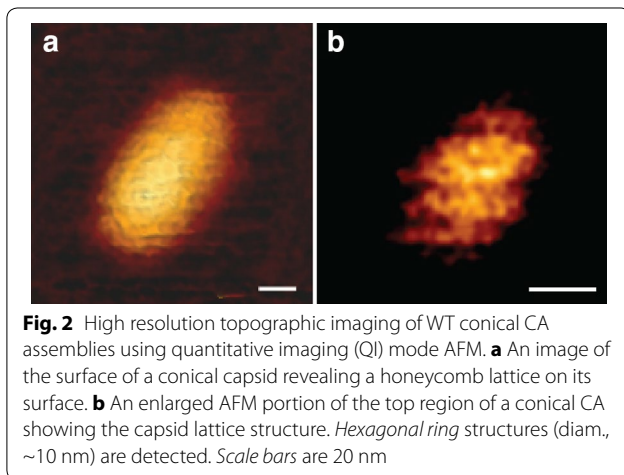 a
b
Fig. 2 High resolution topographic imaging of WT conical CA
assemblies using quantitative imaging (QI) mode AFM. a An image of
the surface of a conical capsid revealing a honeycomb lattice on its
surface. b An enlarged AFM portion of the top region of a conical CA
showing the capsid lattice structure. Hexagonal ring structures (diam.,
~10 nm) are detected. Scale bars are 20 nm